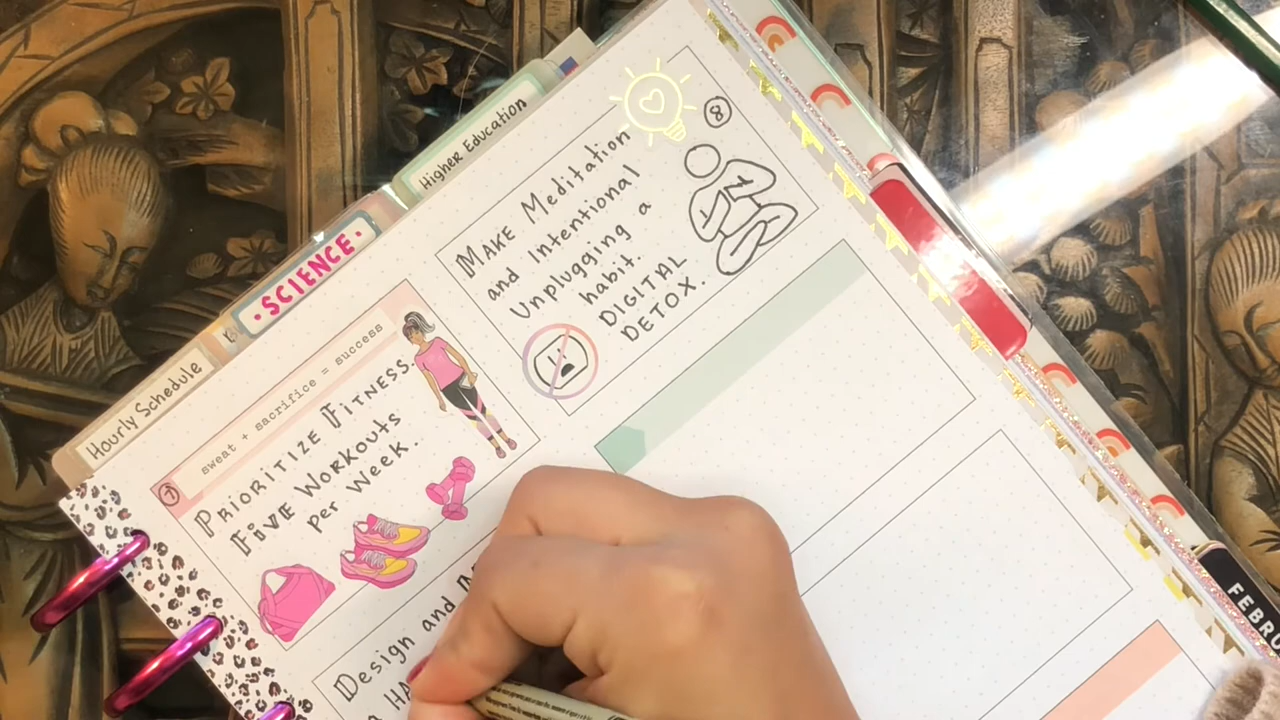 Higher Education
·SCIENCE·
Hourly Schedule
7
sweat + sacrifice = success
PRIORITIZE FITNESS.
FIVE WORKOUTS
per WEEK.
8
MAKE Meditation
and Intentional
Unplugging a
habit.
DIGITAL
DETOX.
Design and
HA
FEBRU